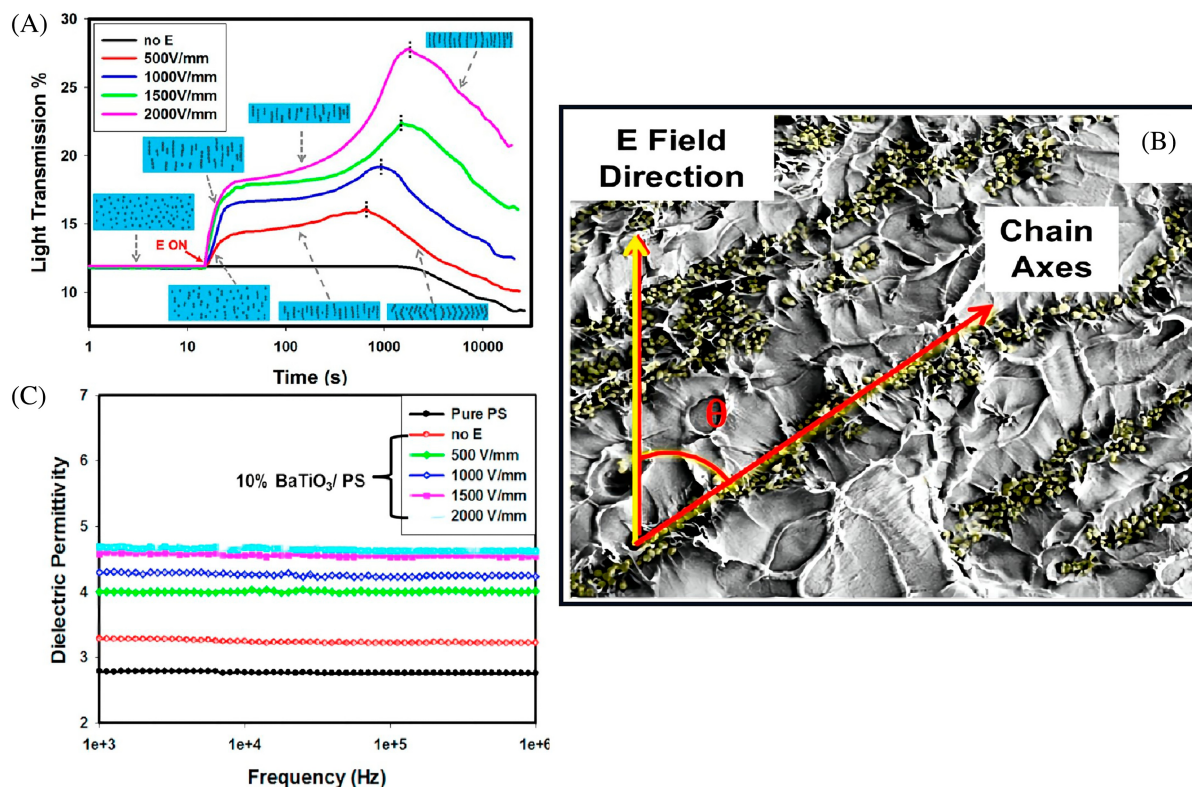 (A)
30
25
20
15
10
Light Transmission %
no E
500V/mm
1000V/mm
1500V/mm
2000V/mm
E ON
1
10
100
1000
10000
Time (s)
(B)
E Field
Direction
Chain
Axes
θ
(C)
7
6
5
4
3
2
Dielectric Permittivity
Pure PS
no E
500 V/mm
1000 V/mm
1500 V/mm
2000 V/mm
10% BaTiO₃/ PS
1e+3
1e+4
1e+5
1e+6
Frequency (Hz)